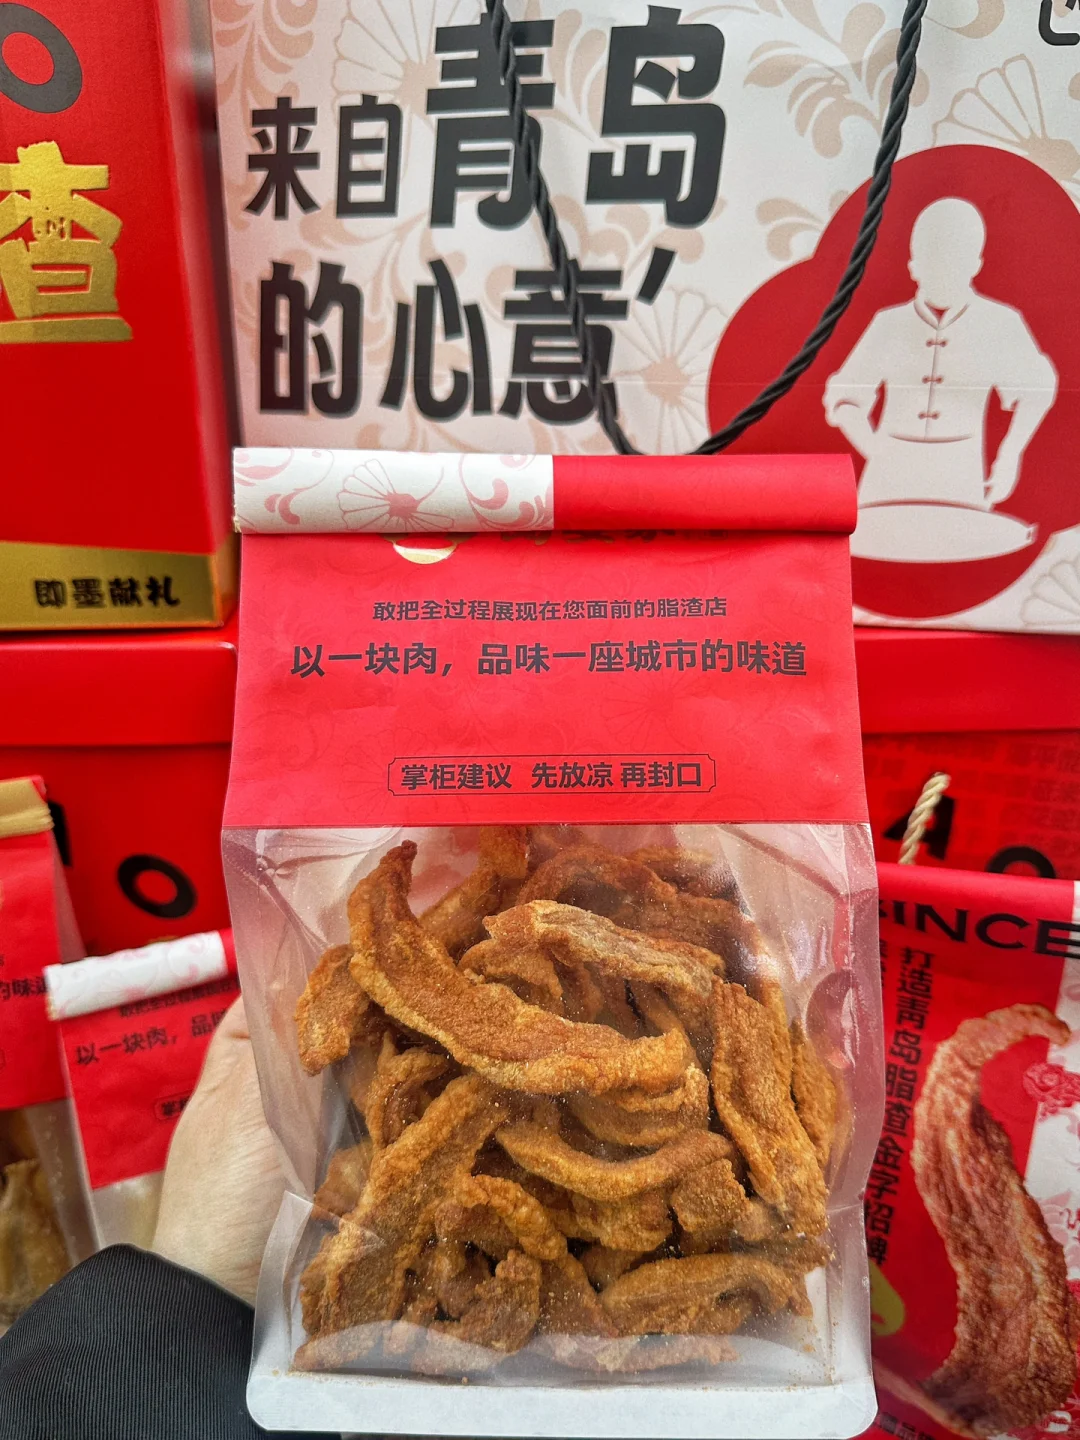 来自青岛
的心意
渣
即墨献礼
敢把全过程展现在您面前的脂渣店
以一块肉，品味一座城市的味道
掌柜建议 先放凉 再封口
以一块肉，品
INCE
打造青岛脂渣金字招牌